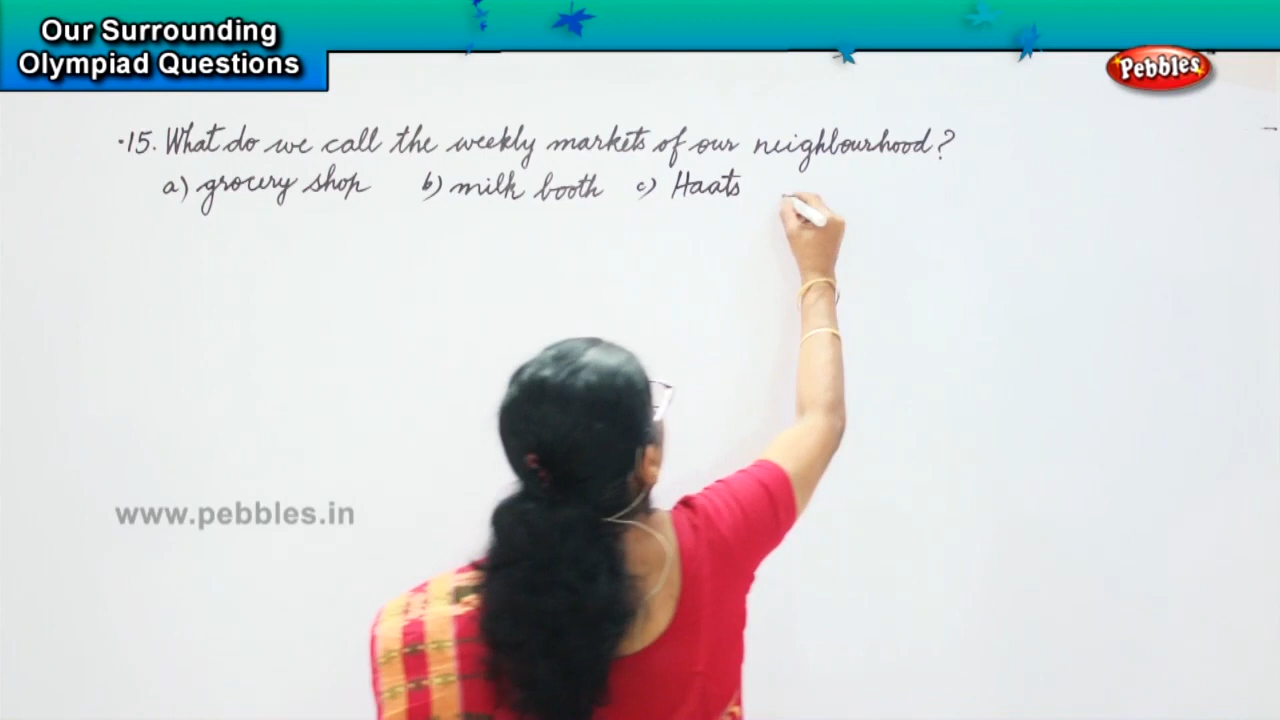 Our Surrounding
Olympiad Questions
Pebbles
15. What do we call the weekly markets of our neighbourhood?
a) grocery shop b) milk booth c) Haats
www.pebbles.in